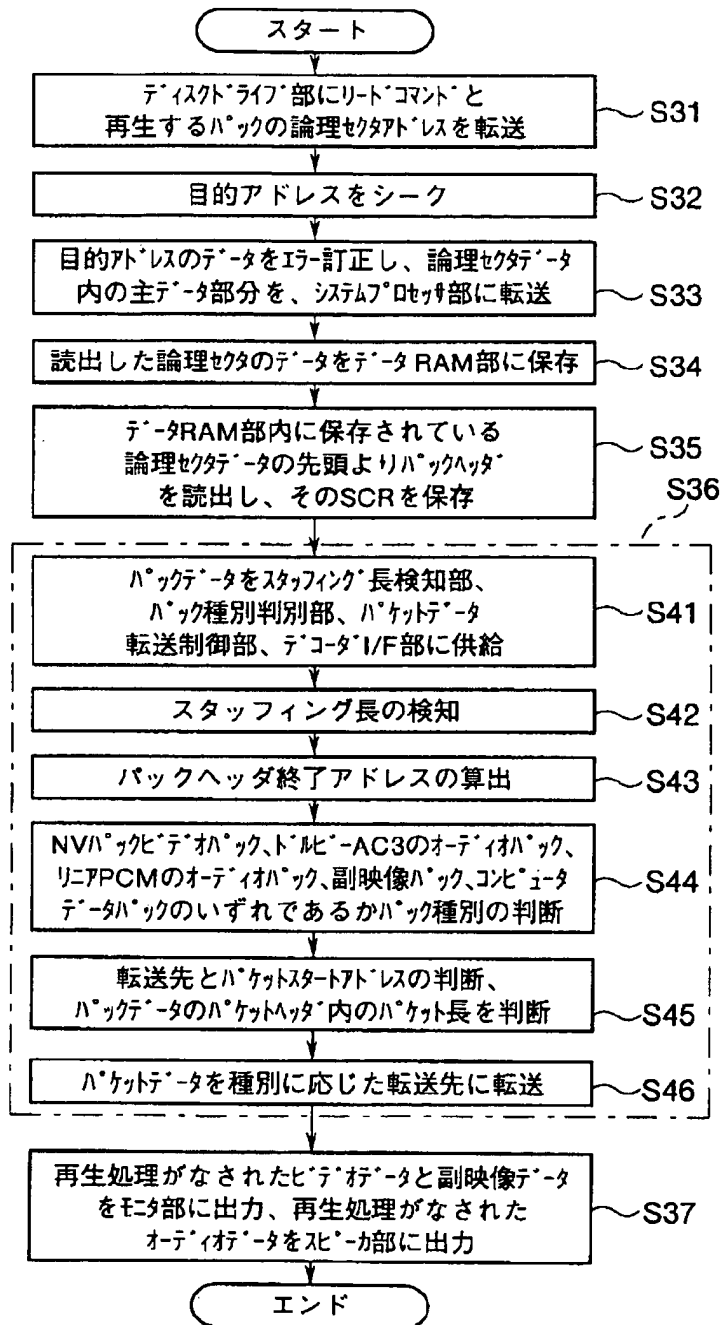 スタート
ﾃﾞｨｽｸﾄﾞﾗｲﾌﾞ部にﾘｰﾄﾞｺﾏﾝﾄﾞと
再生するﾊﾟｯｸの論理ｾｸﾀｱﾄﾞﾚｽを転送
S31
目的アドレスをシーク
S32
目的ｱﾄﾞﾚｽのﾃﾞｰﾀをｴﾗｰ訂正し、論理ｾｸﾀﾃﾞｰﾀ
内の主ﾃﾞｰﾀ部分を、ｼｽﾃﾑﾌﾟﾛｾｯｻ部に転送
S33
読出した論理ｾｸﾀのﾃﾞｰﾀをﾃﾞｰﾀRAM部に保存
S34
ﾃﾞｰﾀRAM部内に保存されている
論理ｾｸﾀﾃﾞｰﾀの先頭よりﾊﾟｯｸﾍｯﾀﾞ
を読出し、そのSCRを保存
S35
S36
ﾊﾟｯｸﾃﾞｰﾀをｽﾀｯﾌｨﾝｸﾞ長検知部、
ﾊﾟｯｸ種別判別部、ﾊﾟｹｯﾄﾃﾞｰﾀ
転送制御部、ﾃﾞｺｰﾀﾞI/F部に供給
S41
スタッフィング長の検知
S42
パックヘッダ終了アドレスの算出
S43
NVﾊﾟｯｸﾋﾞﾃﾞｵﾊﾟｯｸ､ﾄﾞﾙﾋﾞｰAC3のｵｰﾃﾞｨｵﾊﾟｯｸ、
ﾘﾆｱPCMのｵｰﾃﾞｨｵﾊﾟｯｸ､副映像ﾊﾟｯｸ､ｺﾝﾋﾟｭｰﾀ
ﾃﾞｰﾀﾊﾟｯｸのいずれであるかﾊﾟｯｸ種別の判断
S44
転送先とﾊﾟｹｯﾄｽﾀｰﾄｱﾄﾞﾚｽの判断、
ﾊﾟｯｸﾃﾞｰﾀのﾊﾟｹｯﾄﾍｯﾀﾞ内のﾊﾟｹｯﾄ長を判断
S45
ﾊﾟｹｯﾄﾃﾞｰﾀを種別に応じた転送先に転送
S46
再生処理がなされたﾋﾞﾃﾞｵﾃﾞｰﾀと副映像ﾃﾞｰﾀ
をﾓﾆﾀ部に出力、再生処理がなされた
ｵｰﾃﾞｨｵﾃﾞｰﾀをｽﾋﾟｰｶ部に出力
S37
エンド